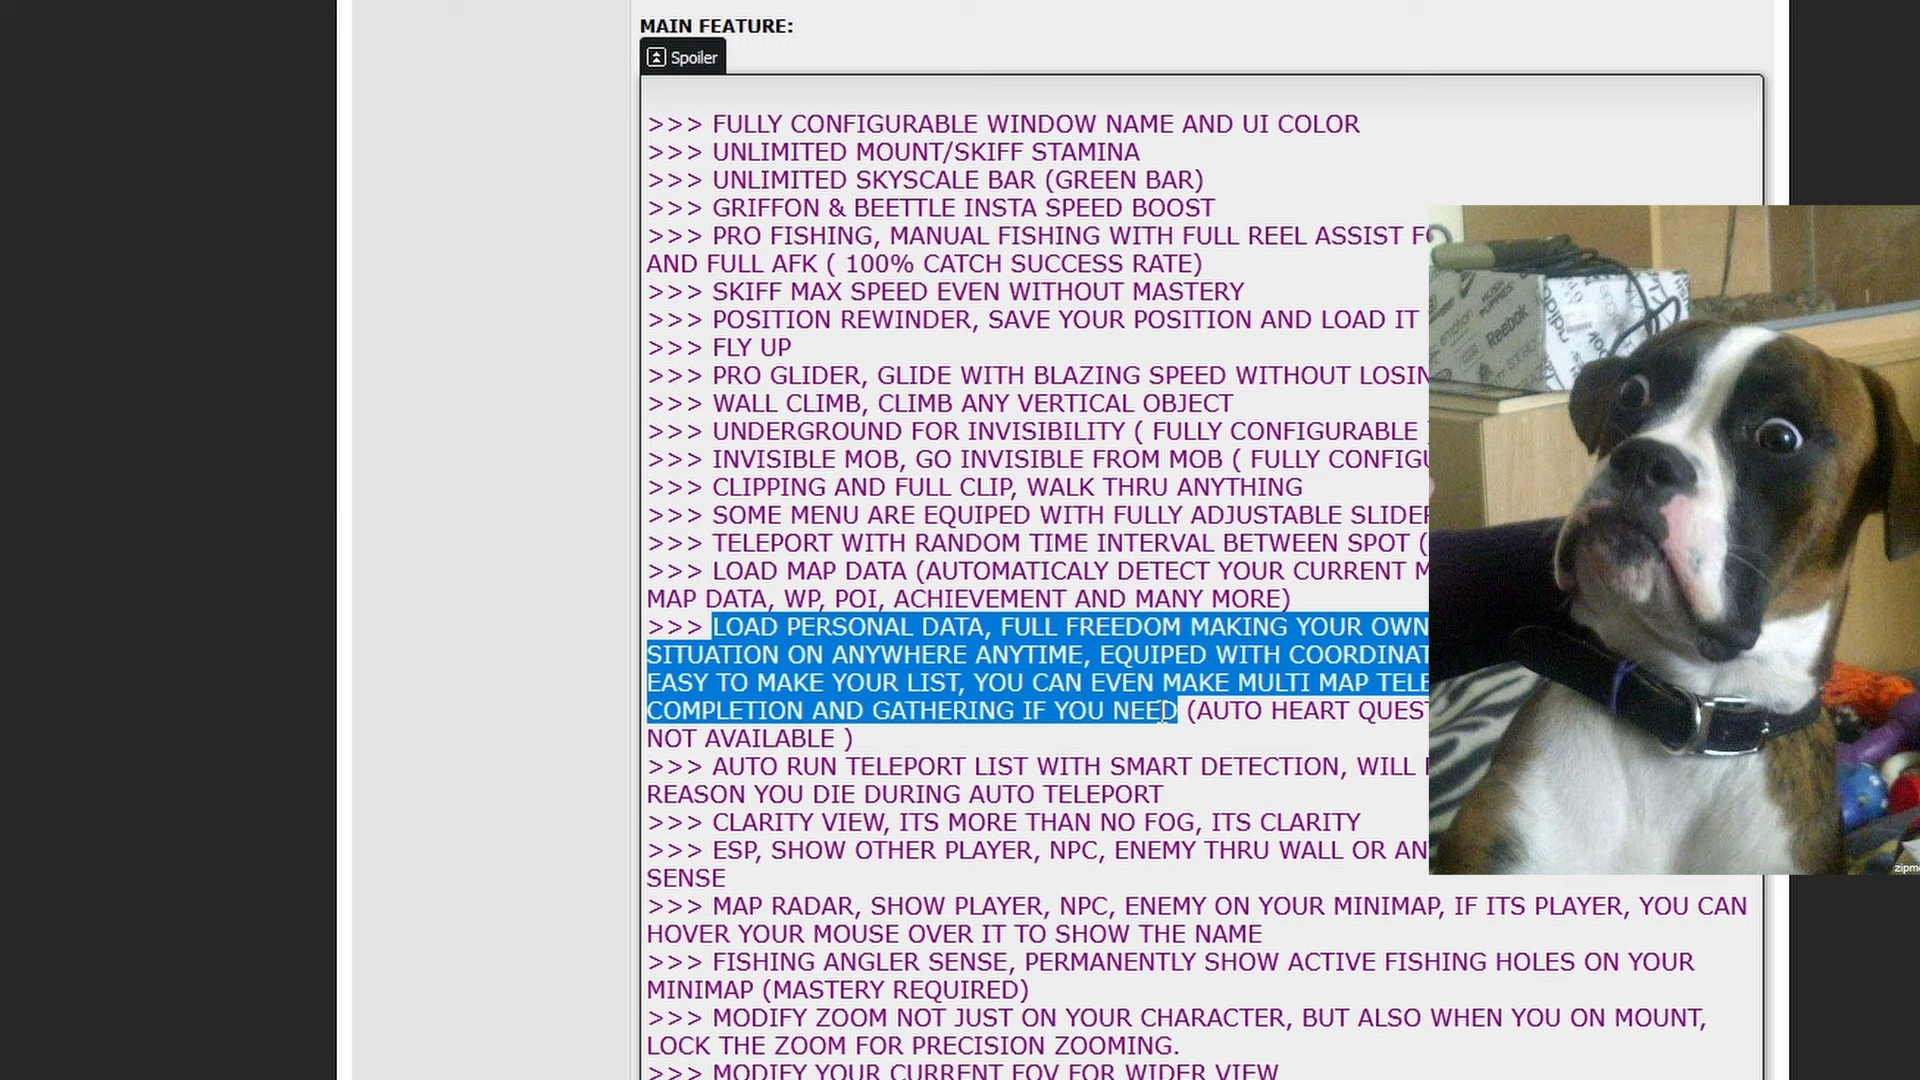 MAIN FEATURE:
Spoiler
>>> FULLY CONFIGURABLE WINDOW NAME AND UI COLOR
>>> UNLIMITED MOUNT/SKIFF STAMINA
>>> UNLIMITED SKYSCALE BAR (GREEN BAR)
>>> GRIFFON & BEETTLE INSTA SPEED BOOST
>>> PRO FISHING, MANUAL FISHING WITH FULL REEL ASSIST
AND FULL AFK ( 100% CATCH SUCCESS RATE)
>>> SKIFF MAX SPEED EVEN WITHOUT MASTERY
>>> POSITION REWINDER, SAVE YOUR POSITION AND LOAD IT
>>> FLY UP
>>> PRO GLIDER, GLIDE WITH BLAZING SPEED WITHOUT
>>> WALL CLIMB, CLIMB ANY VERTICAL OBJECT
>>> UNDERGROUND FOR INVISIBILITY ( FULLY CONFIGURABLE
>>> INVISIBLE MOB, GO INVISIBLE FROM MOB ( FULLY
>>> CLIPPING AND FULL CLIP, WALK THRU ANYTHING
>>> SOME MENU ARE EQUIPED WITH FULLY ADJUSTABLE
>>> TELEPORT WITH RANDOM TIME INTERVAL BETWEEN SPOT (
>>> LOAD MAP DATA (AUTOMATICALY DETECT YOUR CURRENT
MAP DATA, WP, POI, ACHIEVEMENT AND MANY MORE)
>>> LOAD PERSONAL DATA, FULL FREEDOM MAKING YOUR OWN
SITUATION ON ANYWHERE ANYTIME, EQUIPED WITH
EASY TO MAKE YOUR LIST, YOU CAN EVEN MAKE MULTI MAP
COMPLETION AND GATHERING IF YOU NEED (AUTO HEART
NOT AVAILABLE )
>>> AUTO RUN TELEPORT LIST WITH SMART DETECTION, WILL
REASON YOU DIE DURING AUTO TELEPORT
>>> CLARITY VIEW, ITS MORE THAN NO FOG, ITS CLARITY
>>> ESP, SHOW OTHER PLAYER, NPC, ENEMY THRU WALL OR
SENSE
>>> MAP RADAR, SHOW PLAYER, NPC, ENEMY ON YOUR MINIMAP, IF ITS PLAYER, YOU CAN
HOVER YOUR MOUSE OVER IT TO SHOW THE NAME
>>> FISHING ANGLER SENSE, PERMANENTLY SHOW ACTIVE FISHING HOLES ON YOUR
MINIMAP (MASTERY REQUIRED)
>>> MODIFY ZOOM NOT JUST ON YOUR CHARACTER, BUT ALSO WHEN YOU ON MOUNT,
LOCK THE ZOOM FOR PRECISION ZOOMING.
>>> MODIFY YOUR CURRENT FOV FOR WIDER VIEW
Reebok